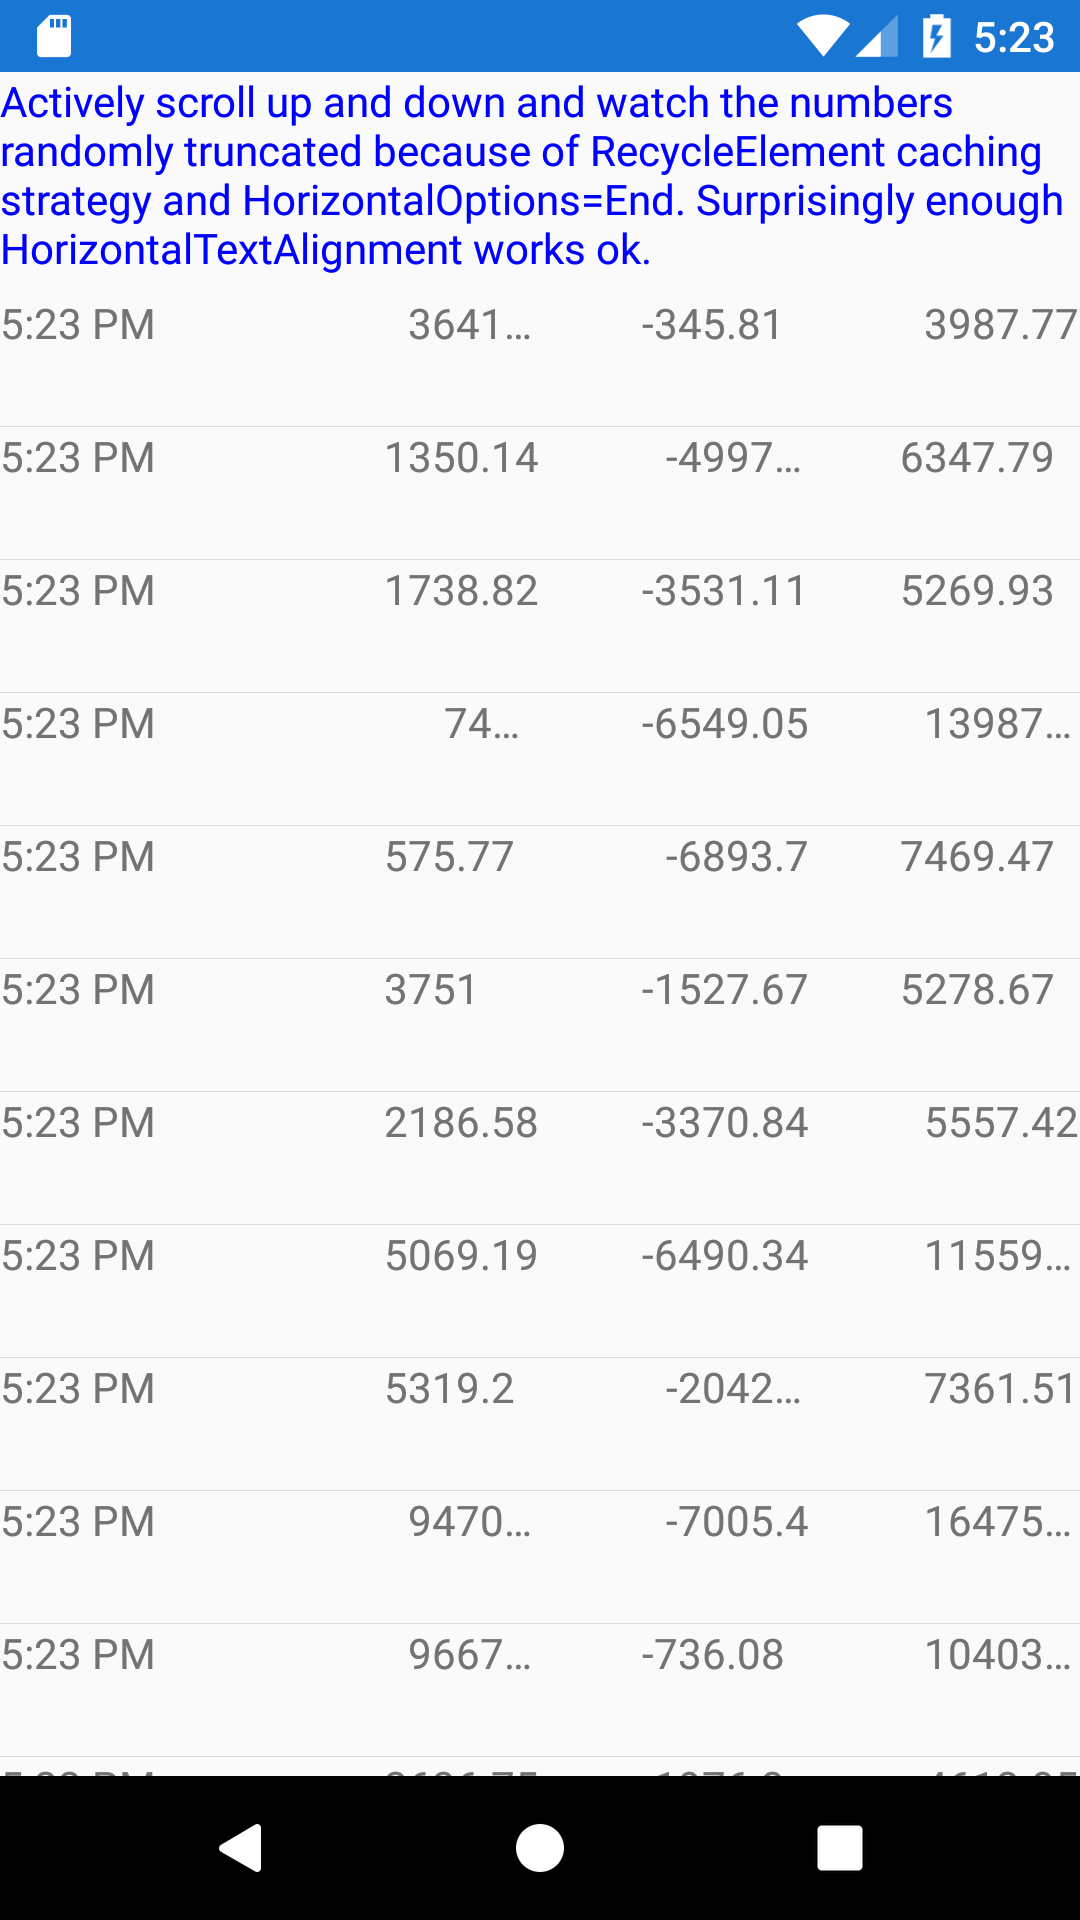 5:23
Actively scroll up and down and watch the numbers
randomly truncated because of RecycleElement caching
strategy and HorizontalOptions=End. Surprisingly enough
HorizontalTextAlignment works ok.
5:23 PM 3641… -345.81 3987.77
5:23 PM 1350.14 -4997… 6347.79
5:23 PM 1738.82 -3531.11 5269.93
5:23 PM 74… -6549.05 13987…
5:23 PM 575.77 -6893.7 7469.47
5:23 PM 3751 -1527.67 5278.67
5:23 PM 2186.58 -3370.84 5557.42
5:23 PM 5069.19 -6490.34 11559…
5:23 PM 5319.2 -2042… 7361.51
5:23 PM 9470… -7005.4 16475…
5:23 PM 9667… -736.08 10403…